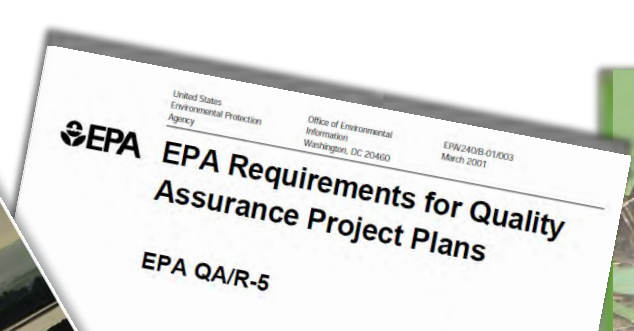 United States
Environmental Protection
Agency
Office of Environmental
Information
Washington, DC 20460
EPA/240/B-01/003
March 2001
EPA
EPA Requirements for Quality
Assurance Project Plans
EPA QA/R-5